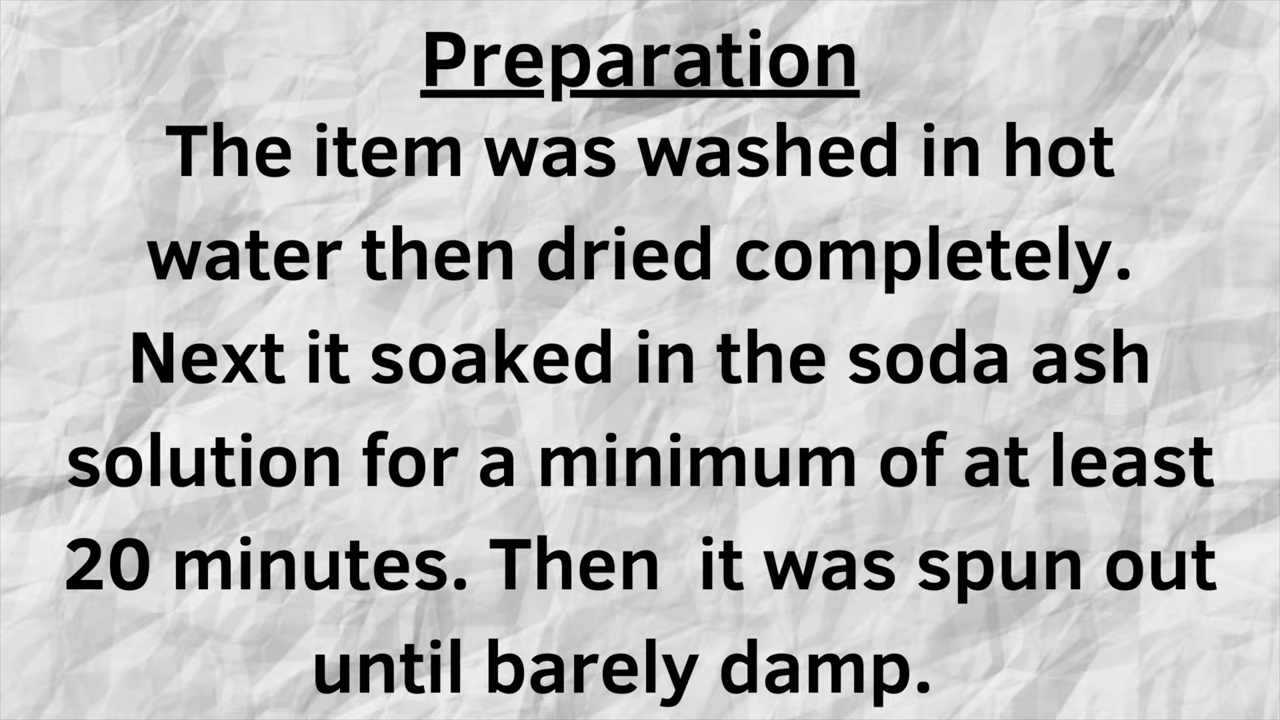 Preparation
The item was washed in hot
water then dried completely.
Next it soaked in the soda ash
solution for a minimum of at least
20 minutes. Then  it was spun out
until barely damp.